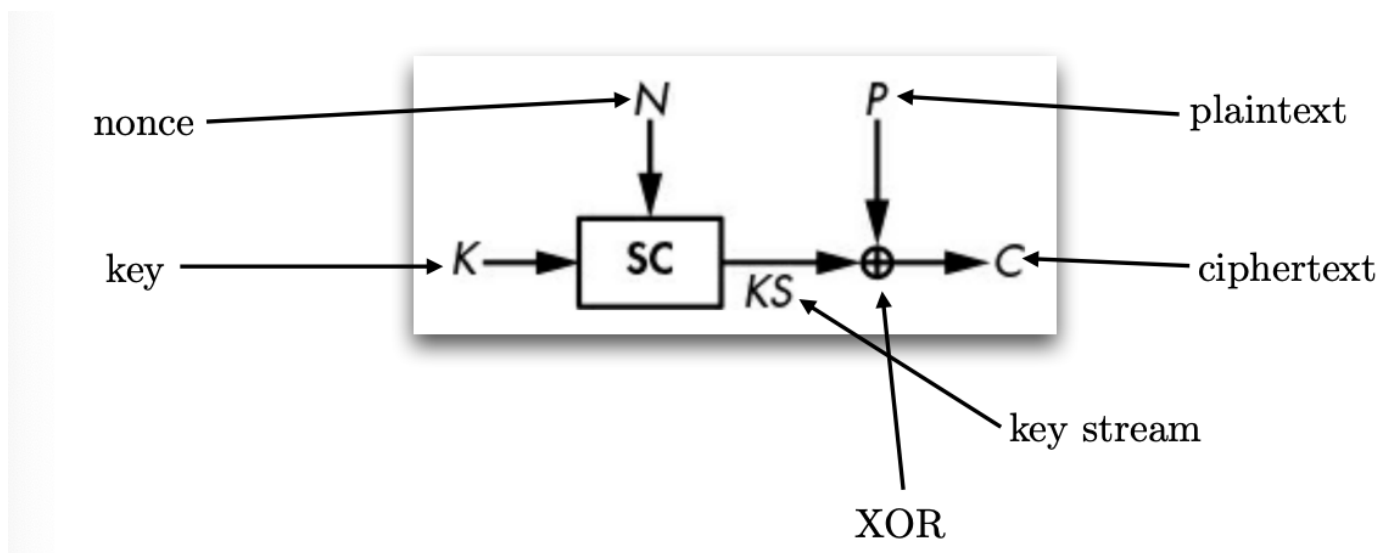 nonce
N
P
plaintext
key
K
SC
KS
⊕
C
ciphertext
key stream
XOR